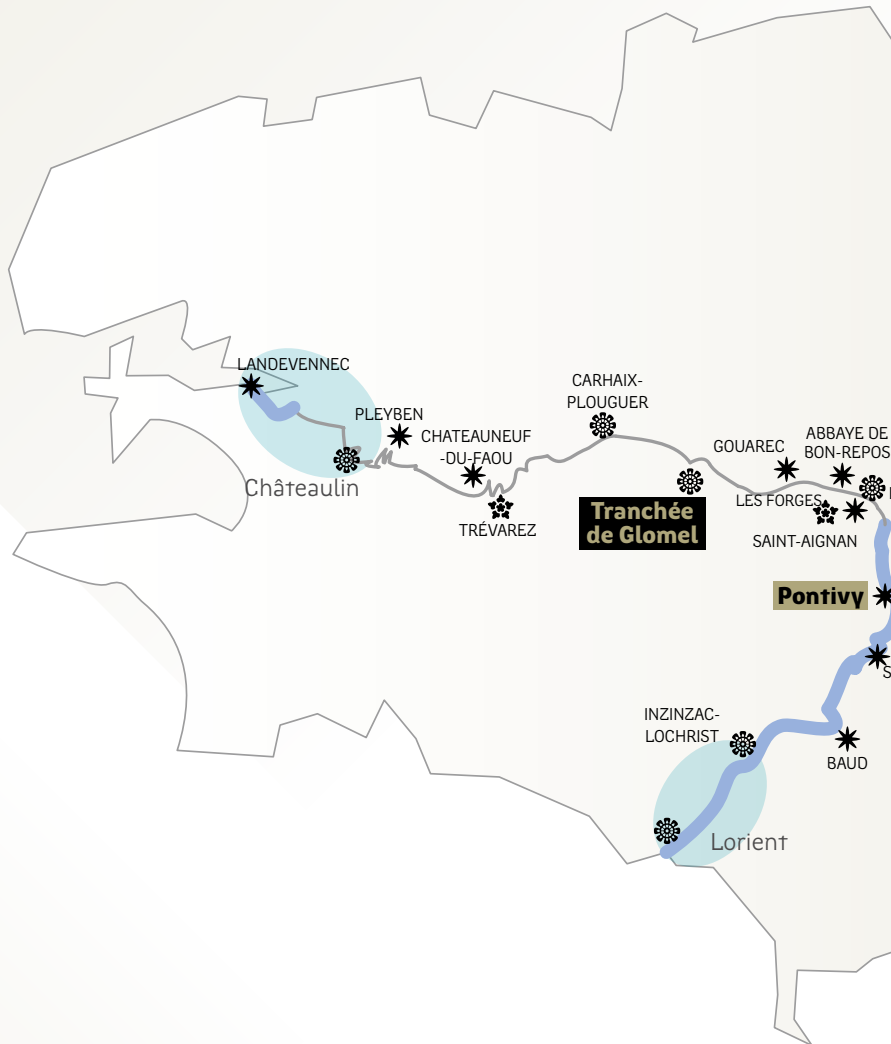 LANDEVENNEC
CARHAIX-
PLOUGUER
PLEYBEN
CHATEAUNEUF
-DU-FAOU
ABBAYE DE
BON-REPOS
GOUAREC
Châteaulin
LES FORGES
Tranchée
de Glomel
TRÉVAREZ
SAINT-AIGNAN
Pontivy
INZINZAC-
LOCHRIST
BAUD
Lorient